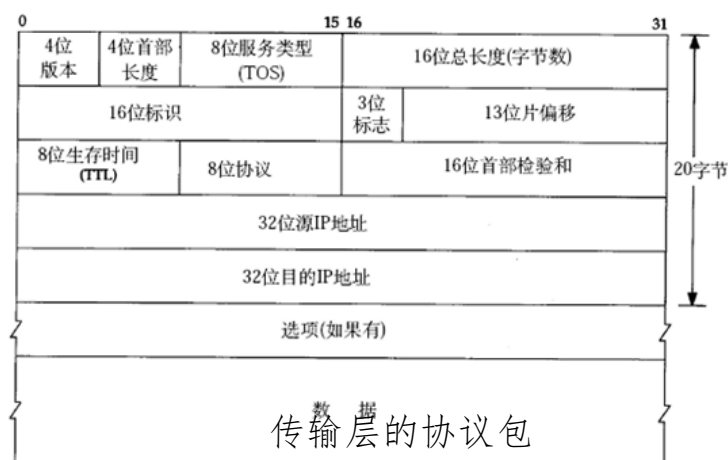 0 15 16 31
4位版本 4位首部长度 8位服务类型(TOS) 16位总长度(字节数)
16位标识 3位标志 13位片偏移
8位生存时间(TTL) 8位协议 16位首部检验和 20字节
32位源IP地址
32位目的IP地址
选项(如果有)
数 据
传输层的协议包